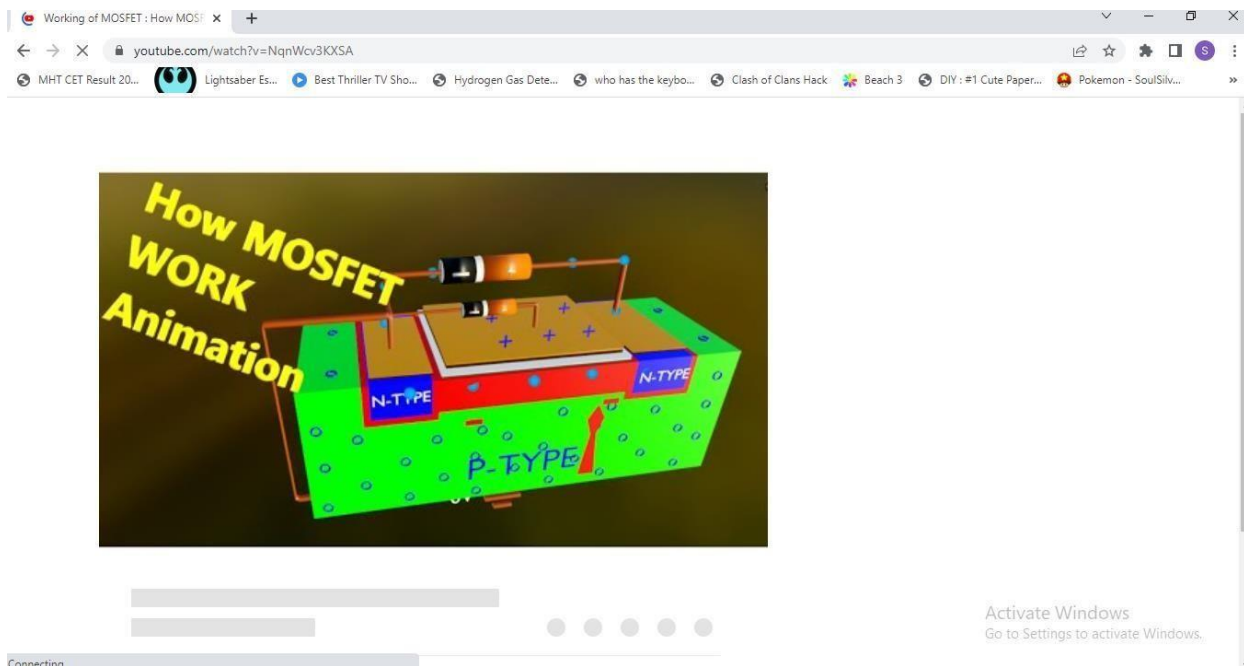 Working of MOSFET : How MOSF
youtube.com/watch?v=NqnWcv3KXSA
S
MHT CET Result 20...
Lightsaber Es...
Best Thriller TV Sho...
Hydrogen Gas Dete...
who has the keybo...
Clash of Clans Hack
Beach 3
DIY : #1 Cute Paper...
Pokemon - SoulSilv...
»
How MOSFET
WORK
Animation
N-TYPE
N-TYPE
P-TYPE
Activate Windows
Go to Settings to activate Windows.
Connecting